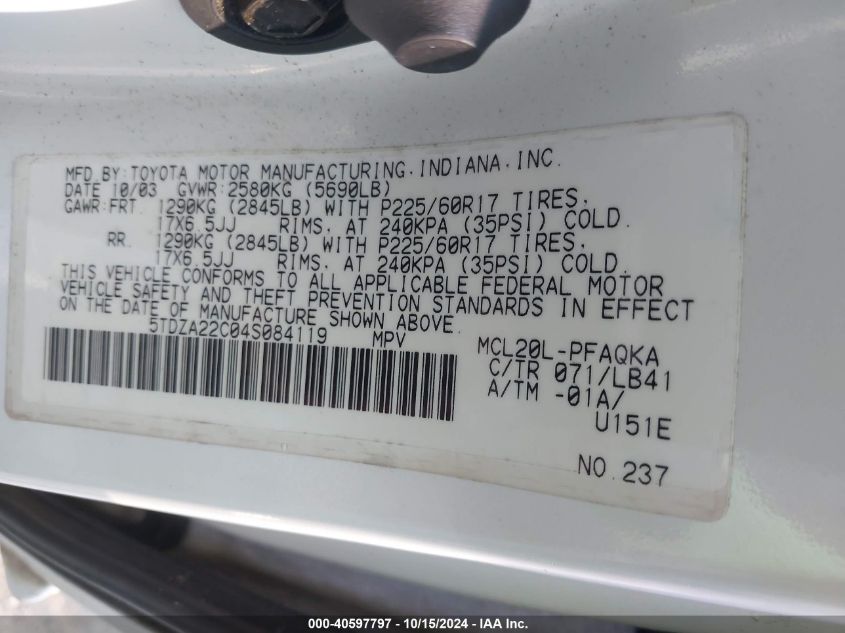 MFD.BY:TOYOTA MOTOR MANUFACTURING.INDIANA.INC.
DATE 10/03 GVWR:2580KG (5690LB)
GAWR:FRT. 1290KG (2845LB) WITH P225/60R17 TIRES.
17X6.5JJ RIMS. AT 240KPA (35PSI) COLD.
RR. 1290KG (2845LB) WITH P225/60R17 TIRES.
17X6.5JJ RIMS. AT 240KPA (35PSI) COLD.
THIS VEHICLE CONFORMS TO ALL APPLICABLE FEDERAL MOTOR
VEHICLE SAFETY AND THEFT PREVENTION STANDARDS IN EFFECT
ON THE DATE OF MANUFACTURE SHOWN ABOVE.
5TDZA22C04S084119 MPV
MCL20L-PFAQKA
C/TR 071/LB41
A/TM -01A/
U151E
NO.237
000-40597797 - 10/15/2024 - IAA Inc.